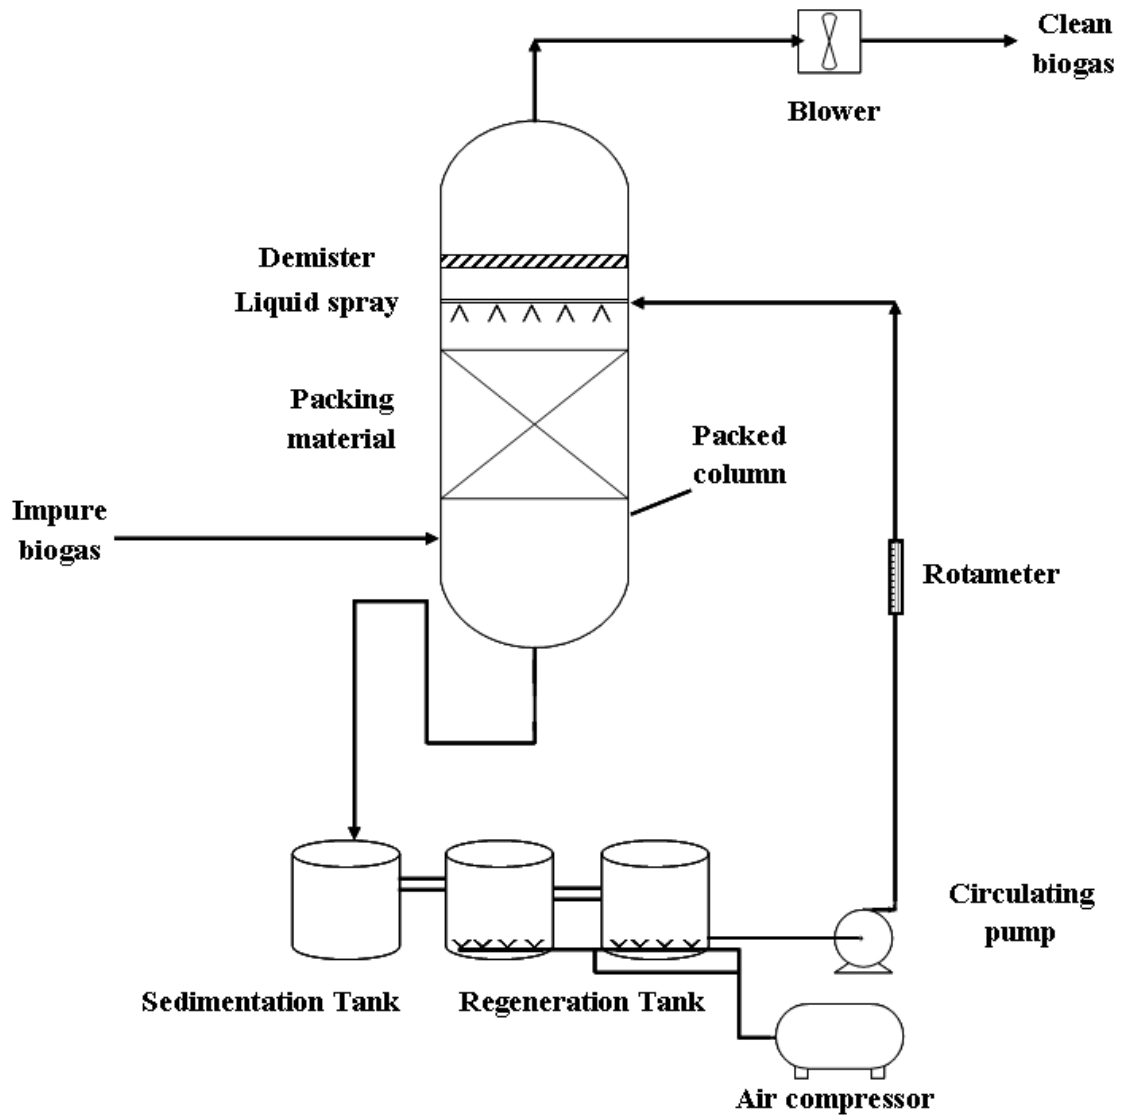 Clean
biogas
Blower
Demister
Liquid spray
Packing
material
Packed
column
Impure
biogas
Rotameter
Circulating
pump
Sedimentation Tank
Regeneration Tank
Air compressor